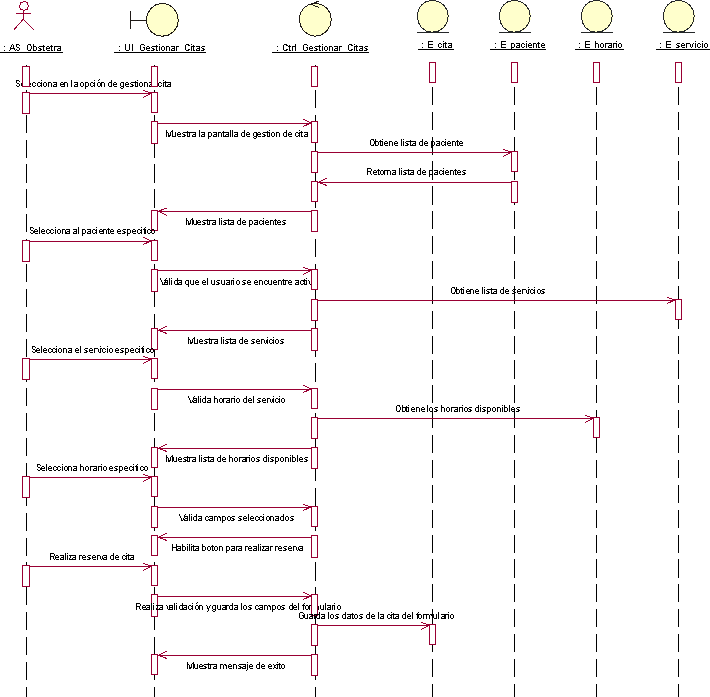 : AS_Obstetra
: UI_Gestionar_Citas
: Ctrl_Gestionar_Citas
: E_cita
: E_paciente
: E_horario
: E_servicio
Selecciona en la opción de gestionar cita
Muestra la pantalla de gestion de cita
Obtiene lista de paciente
Retorna lista de pacientes
Muestra lista de pacientes
Selecciona al paciente especifico
Valida que el usuario se encuentre activ
Obtiene lista de servicios
Muestra lista de servicios
Selecciona el servicio especifico
Valida horario del servicio
Obtiene los horarios disponibles
Muestra lista de horarios disponibles
Selecciona horario especifico
Valida campos seleccionados
Habilita boton para realizar reserva
Realiza reserva de cita
Realiza validación y guarda los campos del formulario
Guarda los datos de la cita del formulario
Muestra mensaje de exito